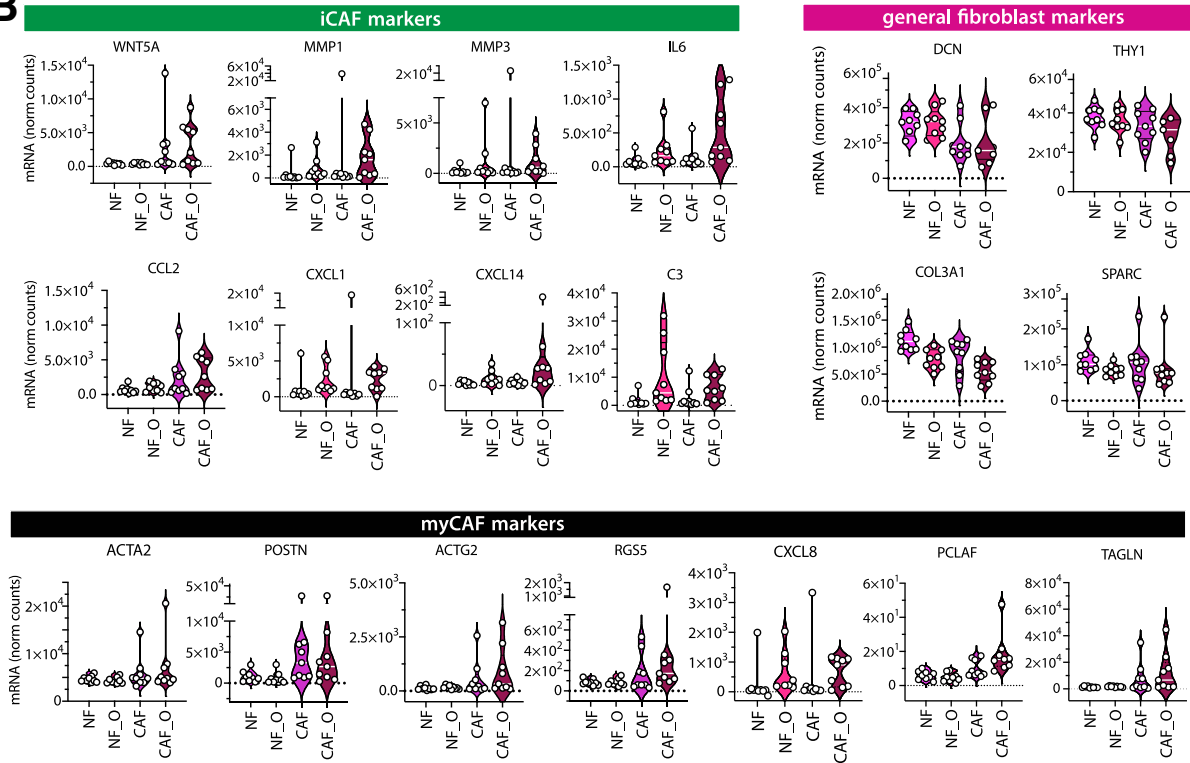 B
iCAF markers
general fibroblast markers
WNT5A
MMP1
MMP3
IL6
DCN
THY1
mRNA (norm counts)
1.5×10⁴
1.0×10⁴
5.0×10³
0.0
NF
NF_O
CAF
CAF_O
6×10⁴
2×10⁴
6×10³
4×10³
2×10³
0
NF
NF_O
CAF
CAF_O
2×10⁴
5×10³
0
NF
NF_O
CAF
CAF_O
1.5×10³
1.0×10³
5.0×10²
0.0
NF
NF_O
CAF
CAF_O
mRNA (norm counts)
6×10⁵
4×10⁵
2×10⁵
0
NF
NF_O
CAF
CAF_O
6×10⁴
4×10⁴
2×10⁴
0
NF
NF_O
CAF
CAF_O
CCL2
CXCL1
CXCL14
C3
COL3A1
SPARC
mRNA (norm counts)
1.5×10⁴
1.0×10⁴
5.0×10³
0.0
NF
NF_O
CAF
CAF_O
2×10⁴
1×10⁴
5×10³
0
NF
NF_O
CAF
CAF_O
6×10²
2×10²
1×10²
0
NF
NF_O
CAF
CAF_O
4×10⁴
3×10⁴
2×10⁴
1×10⁴
0
NF
NF_O
CAF
CAF_O
mRNA (norm counts)
2.0×10⁶
1.5×10⁶
1.0×10⁶
5.0×10⁵
0.0
NF
NF_O
CAF
CAF_O
3×10⁵
2×10⁵
1×10⁵
0
NF
NF_O
CAF
CAF_O
myCAF markers
ACTA2
POSTN
ACTG2
RGS5
CXCL8
PCLAF
TAGLN
mRNA (norm counts)
2×10⁴
1×10⁴
0
NF
NF_O
CAF
CAF_O
5×10⁴
1×10⁴
5×10³
0
NF
NF_O
CAF
CAF_O
5.0×10³
2.5×10³
0.0
NF
NF_O
CAF
CAF_O
2×10³
1×10³
6×10²
4×10²
2×10²
0
NF
NF_O
CAF
CAF_O
4×10³
3×10³
2×10³
1×10³
0
NF
NF_O
CAF
CAF_O
6×10¹
4×10¹
2×10¹
0
NF
NF_O
CAF
CAF_O
8×10⁴
6×10⁴
4×10⁴
2×10⁴
0
NF
NF_O
CAF
CAF_O